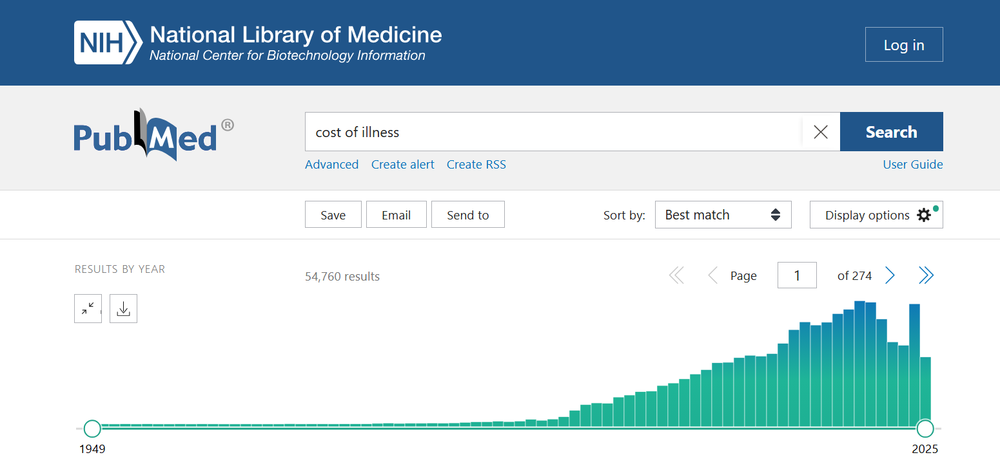 NIH National Library of Medicine
National Center for Biotechnology Information
Log in
PubMed®
cost of illness
Search
Advanced Create alert Create RSS User Guide
Save Email Send to Sort by: Best match Display options
RESULTS BY YEAR
54,760 results Page 1 of 274
1949 2025